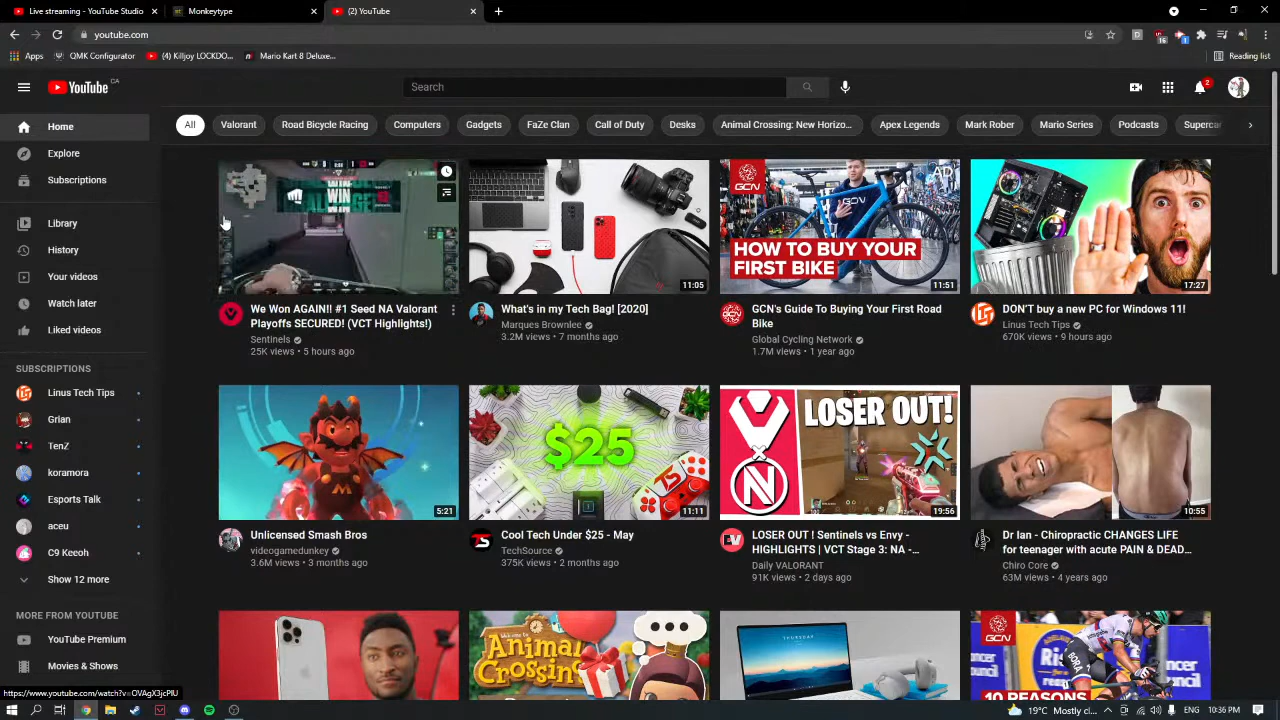 Live streaming - YouTube Studio
Monkeytype
(2) YouTube
youtube.com
Apps
QMK Configurator
(4) Killjoy LOCKDO...
Mario Kart 8 Deluxe...
Reading list
YouTube CA
Search
2
All
Valorant
Road Bicycle Racing
Computers
Gadgets
FaZe Clan
Call of Duty
Desks
Animal Crossing: New Horizo...
Apex Legends
Mark Rober
Mario Series
Podcasts
Supercar
Home
Explore
Subscriptions
Library
History
Your videos
Watch later
Liked videos
SUBSCRIPTIONS
Linus Tech Tips
Grian
TenZ
koramora
Esports Talk
aceu
C9 Keeoh
Show 12 more
MORE FROM YOUTUBE
YouTube Premium
Movies & Shows
WIN
We Won AGAIN!! #1 Seed NA Valorant
Playoffs SECURED! (VCT Highlights!)
Sentinels
25K views • 5 hours ago
11:05
What's in my Tech Bag! [2020]
Marques Brownlee
3.2M views • 7 months ago
GCN
GCN
HOW TO BUY YOUR
FIRST BIKE
11:51
GCN's Guide To Buying Your First Road
Bike
Global Cycling Network
1.7M views • 1 year ago
17:27
DON'T buy a new PC for Windows 11!
Linus Tech Tips
670K views • 9 hours ago
M
5:21
Unlicensed Smash Bros
videogamedunkey
3.6M views • 3 months ago
$25
TS
11:11
Cool Tech Under $25 - May
TechSource
375K views • 2 months ago
LOSER OUT!
X
N
19:56
LOSER OUT ! Sentinels vs Envy -
HIGHLIGHTS | VCT Stage 3: NA -...
Daily VALORANT
91K views • 2 days ago
10:55
Dr Ian - Chiropractic CHANGES LIFE
for teenager with acute PAIN & DEAD...
Chiro Core
63M views • 4 years ago
Welcome to
Animal
Crossing
THURSDAY
GCN
10 REASONS
https://www.youtube.com/watch?v=OVAgX3jcPlU
19°C Mostly cl...
ENG
10:36 PM